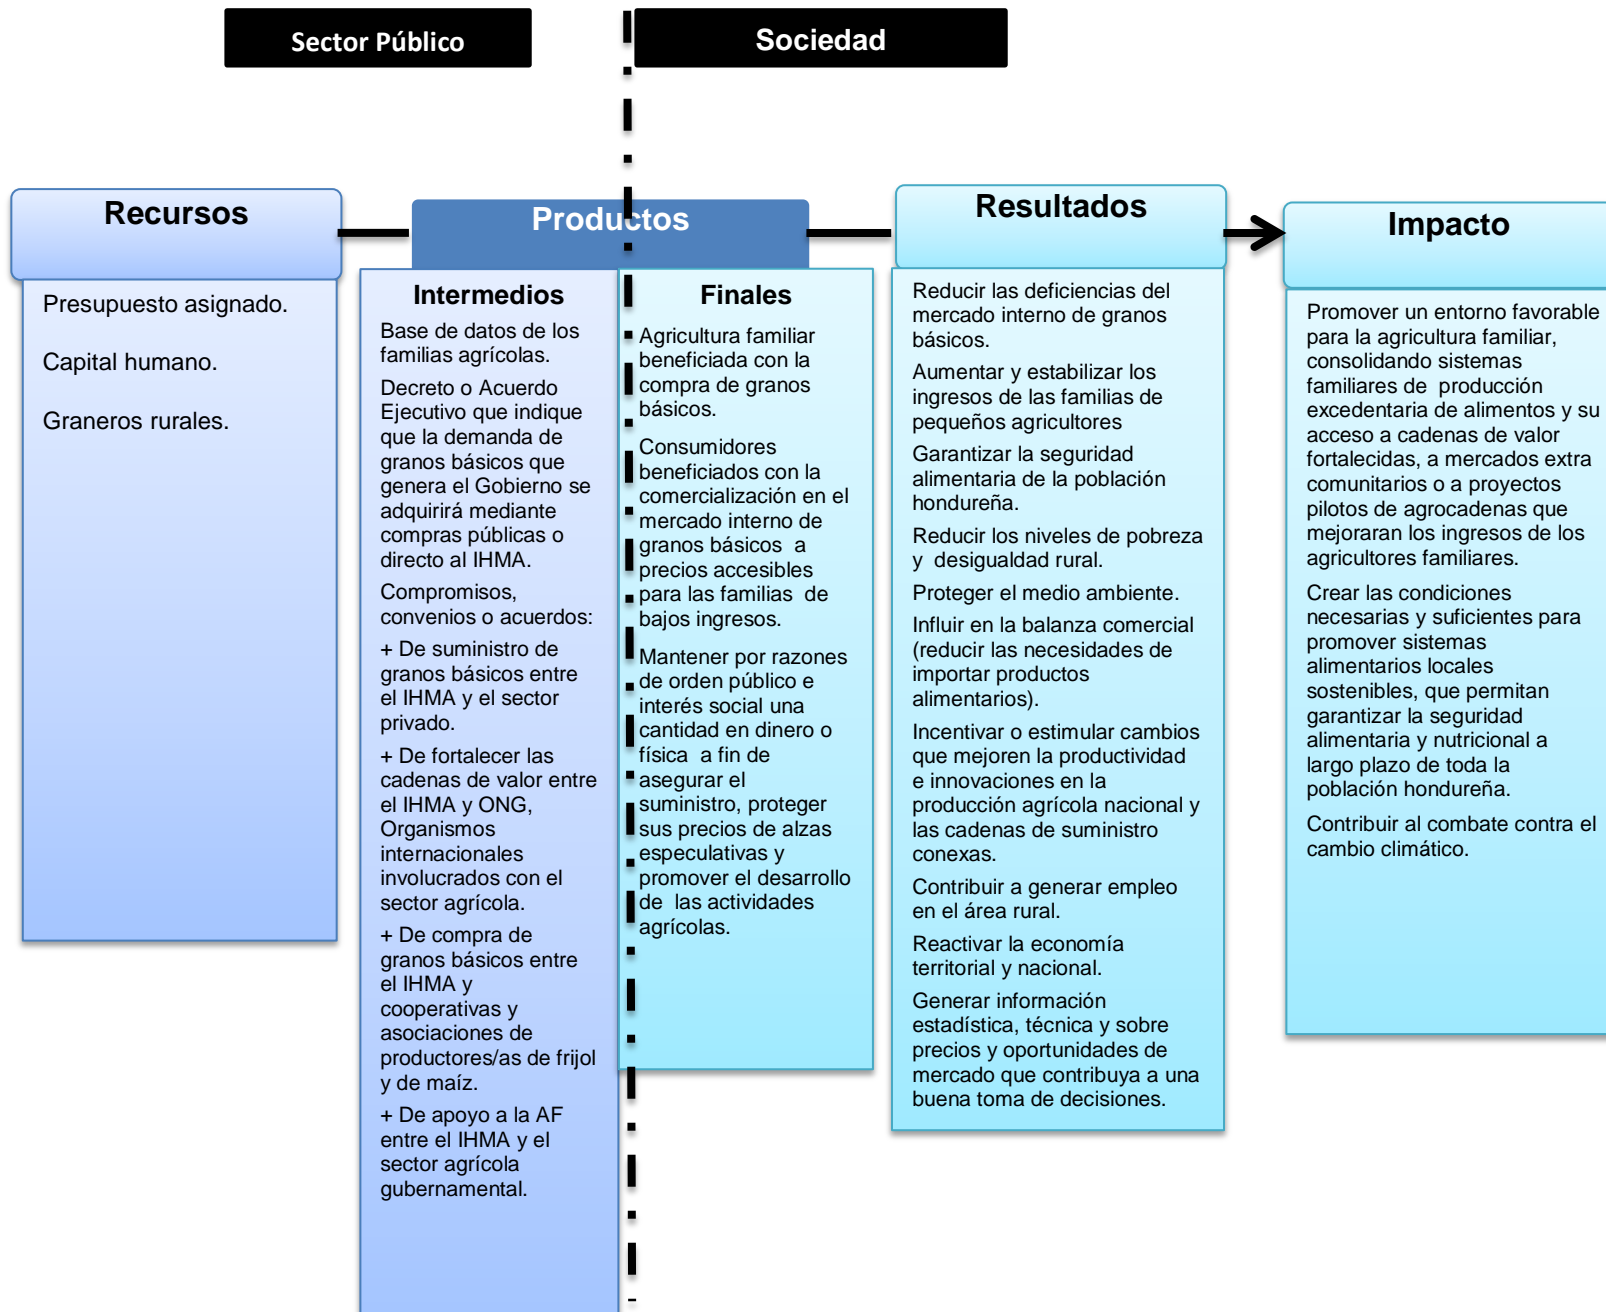 Sector Público
Sociedad
Recursos
Presupuesto asignado.
Capital humano.
Graneros rurales.
Productos
Intermedios
Base de datos de los
familias agrícolas.
Decreto o Acuerdo
Ejecutivo que indique
que la demanda de
granos básicos que
genera el Gobierno se
adquirirá mediante
compras públicas o
directo al IHMA.
Compromisos,
convenios o acuerdos:
+ De suministro de
granos básicos entre
el IHMA y el sector
privado.
+ De fortalecer las
cadenas de valor entre
el IHMA y ONG,
Organismos
internacionales
involucrados con el
sector agrícola.
+ De compra de
granos básicos entre
el IHMA y
cooperativas y
asociaciones de
productores/as de frijol
y de maíz.
+ De apoyo a la AF
entre el IHMA y el
sector agrícola
gubernamental.
Finales
Agricultura familiar
beneficiada con la
compra de granos
básicos.
Consumidores
beneficiados con la
comercialización en el
mercado interno de
granos básicos  a
precios accesibles
para las familias  de
bajos ingresos.
Mantener por razones
de orden público e
interés social una
cantidad en dinero o
física  a fin de
asegurar el
suministro, proteger
sus precios de alzas
especulativas y
promover el desarrollo
de  las actividades
agrícolas.
Resultados
Reducir las deficiencias del
mercado interno de granos
básicos.
Aumentar y estabilizar los
ingresos de las familias de
pequeños agricultores
Garantizar la seguridad
alimentaria de la población
hondureña.
Reducir los niveles de pobreza
y  desigualdad rural.
Proteger el medio ambiente.
Influir en la balanza comercial
(reducir las necesidades de
importar productos
alimentarios).
Incentivar o estimular cambios
que mejoren la productividad
e innovaciones en la
producción agrícola nacional y
las cadenas de suministro
conexas.
Contribuir a generar empleo
en el área rural.
Reactivar la economía
territorial y nacional.
Generar información
estadística, técnica y sobre
precios y oportunidades de
mercado que contribuya a una
buena toma de decisiones.
Impacto
Promover un entorno favorable
para la agricultura familiar,
consolidando sistemas
familiares de  producción
excedentaria de alimentos y su
acceso a cadenas de valor
fortalecidas, a mercados extra
comunitarios o a proyectos
pilotos de agrocadenas que
mejoraran los ingresos de los
agricultores familiares.
Crear las condiciones
necesarias y suficientes para
promover sistemas
alimentarios locales
sostenibles, que permitan
garantizar la seguridad
alimentaria y nutricional a
largo plazo de toda la
población hondureña.
Contribuir al combate contra el
cambio climático.